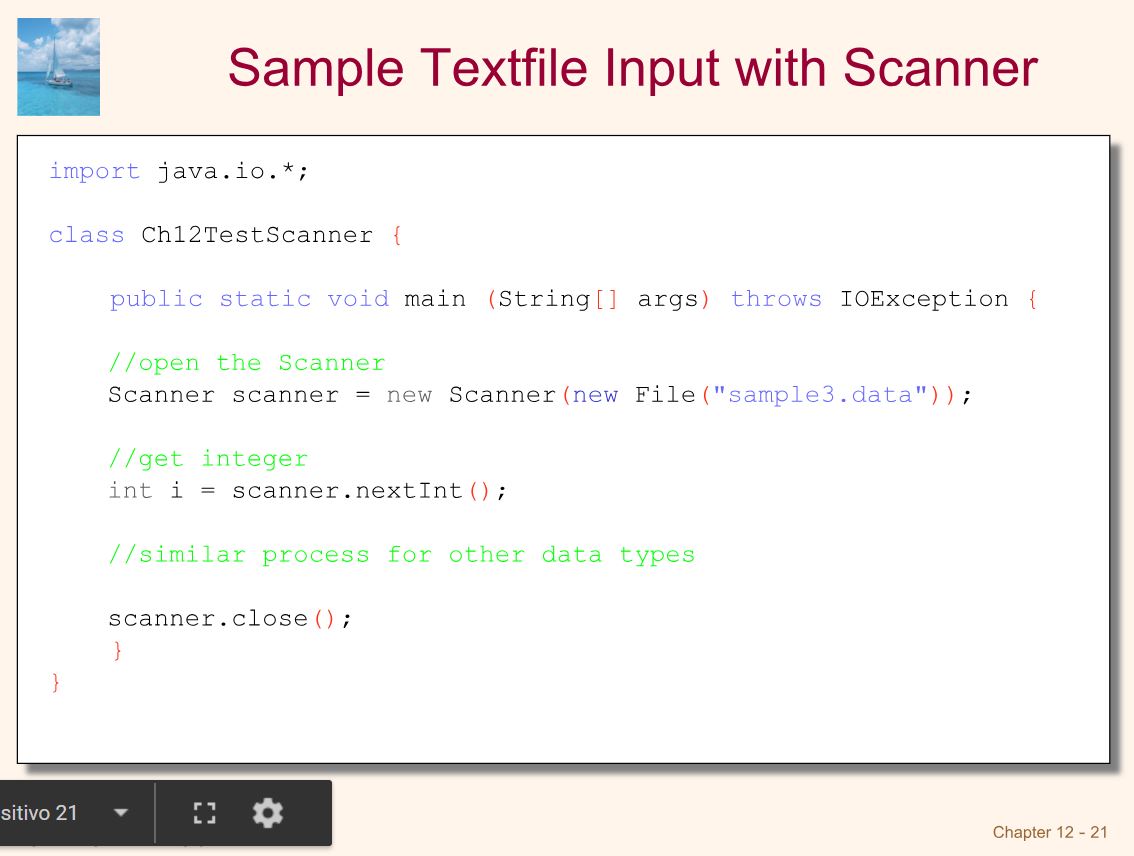 Sample Textfile Input with Scanner
import java.io.*;
class Ch12TestScanner {
public static void main (String[] args) throws IOException {
//open the Scanner
Scanner scanner = new Scanner(new File("sample3.data"));
//get integer
int i = scanner.nextInt();
//similar process for other data types
scanner.close();
}
}
sitivo 21
Chapter 12 - 21